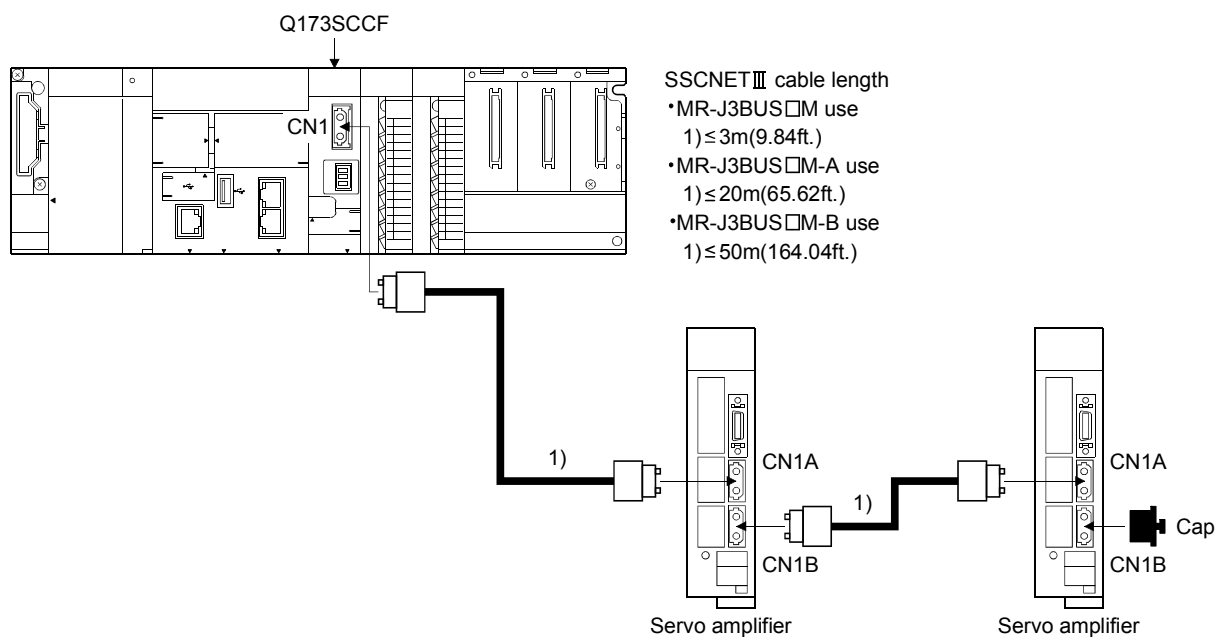 Q173SCCF
CN1
SSCNETⅢ cable length
•MR-J3BUS□M use
1)≤3m(9.84ft.)
•MR-J3BUS□M-A use
1)≤20m(65.62ft.)
•MR-J3BUS□M-B use
1)≤50m(164.04ft.)
1)
CN1A
CN1B
Servo amplifier
1)
CN1A
Cap
CN1B
Servo amplifier